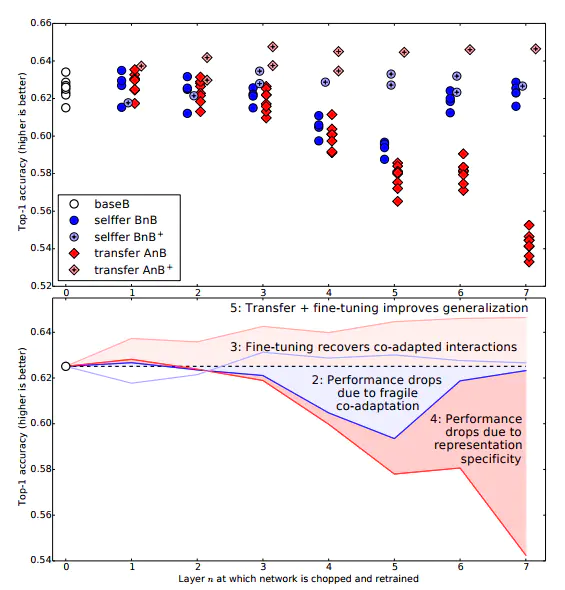 0.66
0.64
0.62
0.60
0.58
0.56
0.54
0.52
Top-1 accuracy (higher is better)
baseB
selffer BnB
selffer BnB⁺
transfer AnB
transfer AnB⁺
0 1 2 3 4 5 6 7
5: Transfer + fine-tuning improves generalization
3: Fine-tuning recovers co-adapted interactions
2: Performance drops
due to fragile
co-adaptation
4: Performance
drops due to
representation
specificity
0.64
0.62
0.60
0.58
0.56
0.54
Top-1 accuracy (higher is better)
0 1 2 3 4 5 6 7
Layer n at which network is chopped and retrained